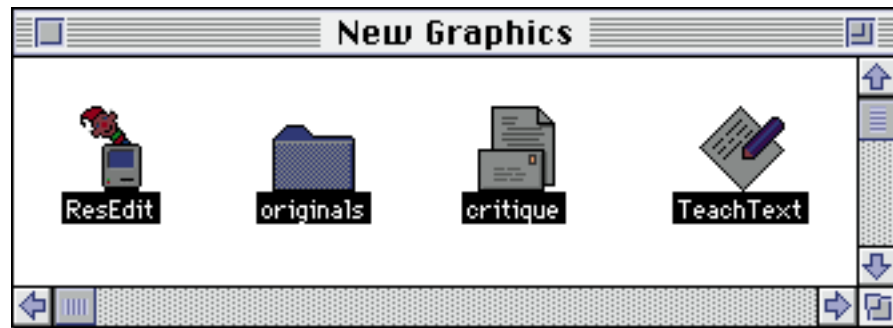 New Graphics
ResEdit
originals
critique
TeachText